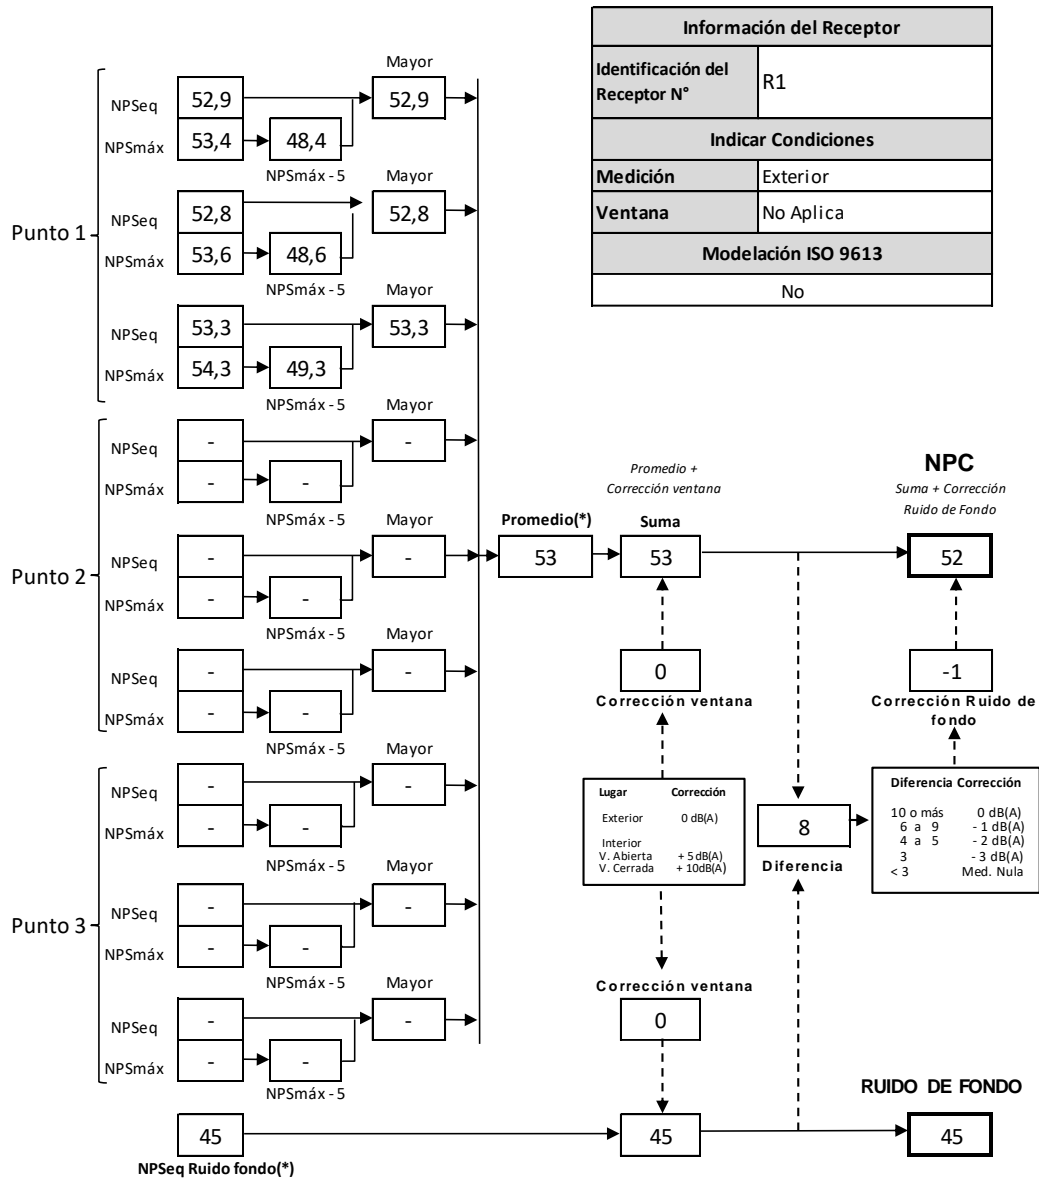 Información del Receptor
Identificación del Receptor N° R1
Indicar Condiciones
Medición Exterior
Ventana No Aplica
Modelación ISO 9613
No
Punto 1
Mayor
NPSeq 52,9 52,9
NPSmáx 53,4 48,4
NPSmáx - 5
Mayor
NPSeq 52,8 52,8
NPSmáx 53,6 48,6
NPSmáx - 5
Mayor
NPSeq 53,3 53,3
NPSmáx 54,3 49,3
NPSmáx - 5
Punto 2
Mayor
NPSeq - -
NPSmáx - -
NPSmáx - 5
Mayor
NPSeq - -
NPSmáx - -
NPSmáx - 5
Mayor
NPSeq - -
NPSmáx - -
NPSmáx - 5
Punto 3
Mayor
NPSeq - -
NPSmáx - -
NPSmáx - 5
Mayor
NPSeq - -
NPSmáx - -
NPSmáx - 5
Mayor
NPSeq - -
NPSmáx - -
NPSmáx - 5
45
NPSeq Ruido fondo(*)
Promedio(*)
53
Promedio +
Corrección ventana
Suma
53
0
Corrección ventana
Lugar Corrección
Exterior 0 dB(A)
Interior
V. Abierta + 5dB(A)
V. Cerrada + 10dB(A)
Corrección ventana
0
45
8
Diferencia
NPC
Suma + Corrección
Ruido de Fondo
52
-1
Corrección Ruido de
fondo
Diferencia Corrección
10 o más 0 dB(A)
6 a 9 - 1 dB(A)
4 a 5 - 2 dB(A)
3 - 3 dB(A)
< 3 Med. Nula
RUIDO DE FONDO
45